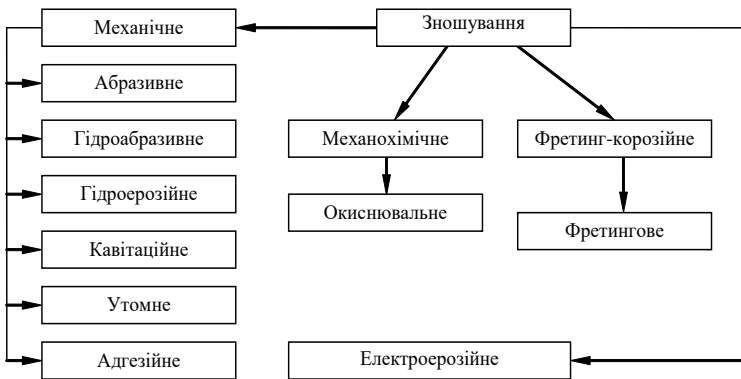 Механічне
Зношування
Абразивне
Гідроабразивне
Механохімічне
Фретинг-корозійне
Гідроерозійне
Окиснювальне
Фретингове
Кавітаційне
Утомне
Адгезійне
Електроерозійне